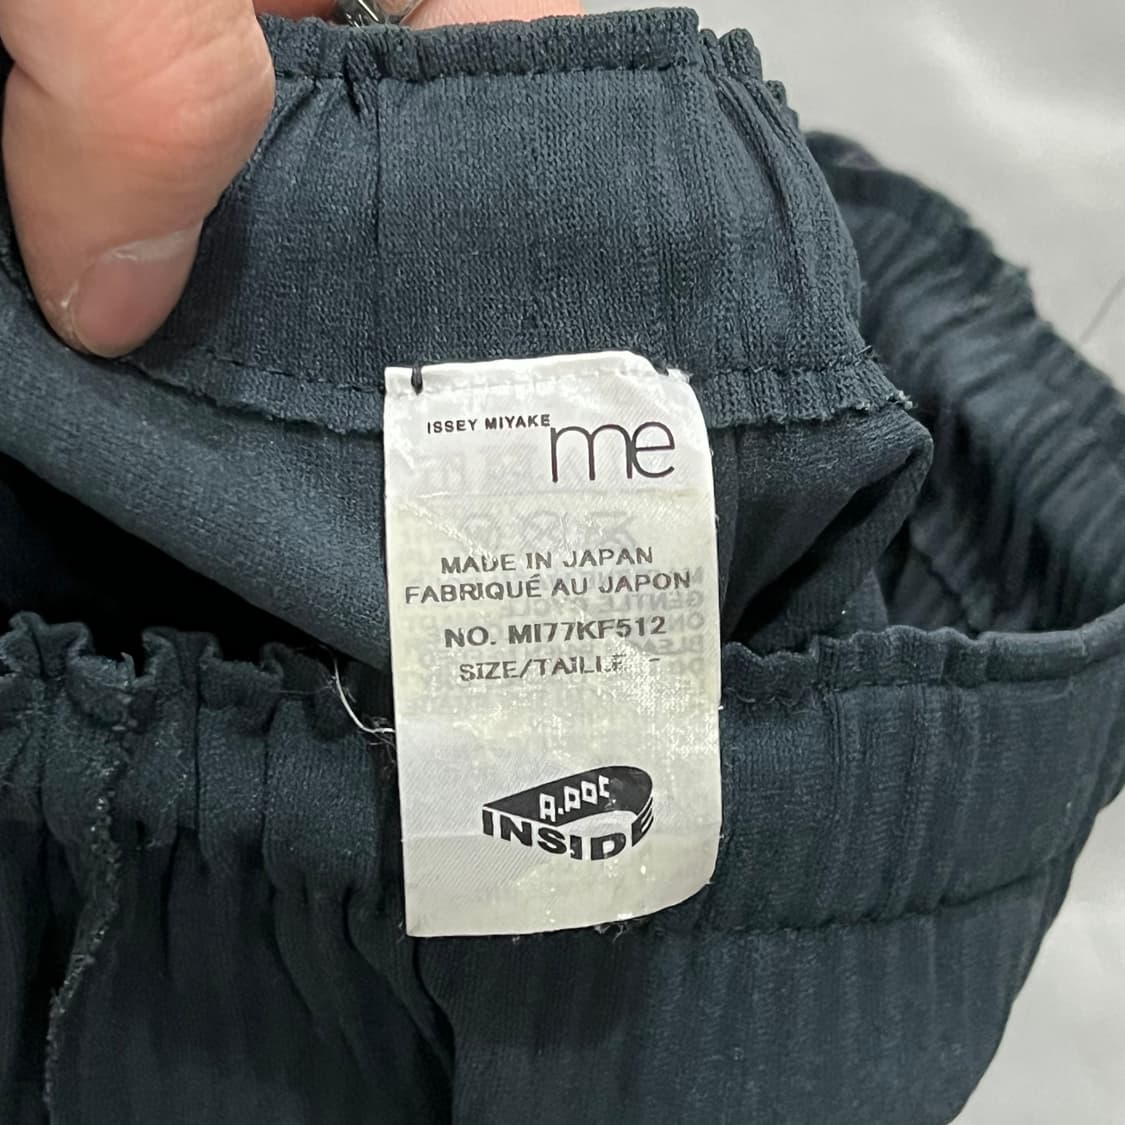 ISSEY MIYAKE me
MADE IN JAPAN
FABRIQUÉ AU JAPON
NO. MI77KF512
SIZE/TAILLE -
A.POC
INSIDE